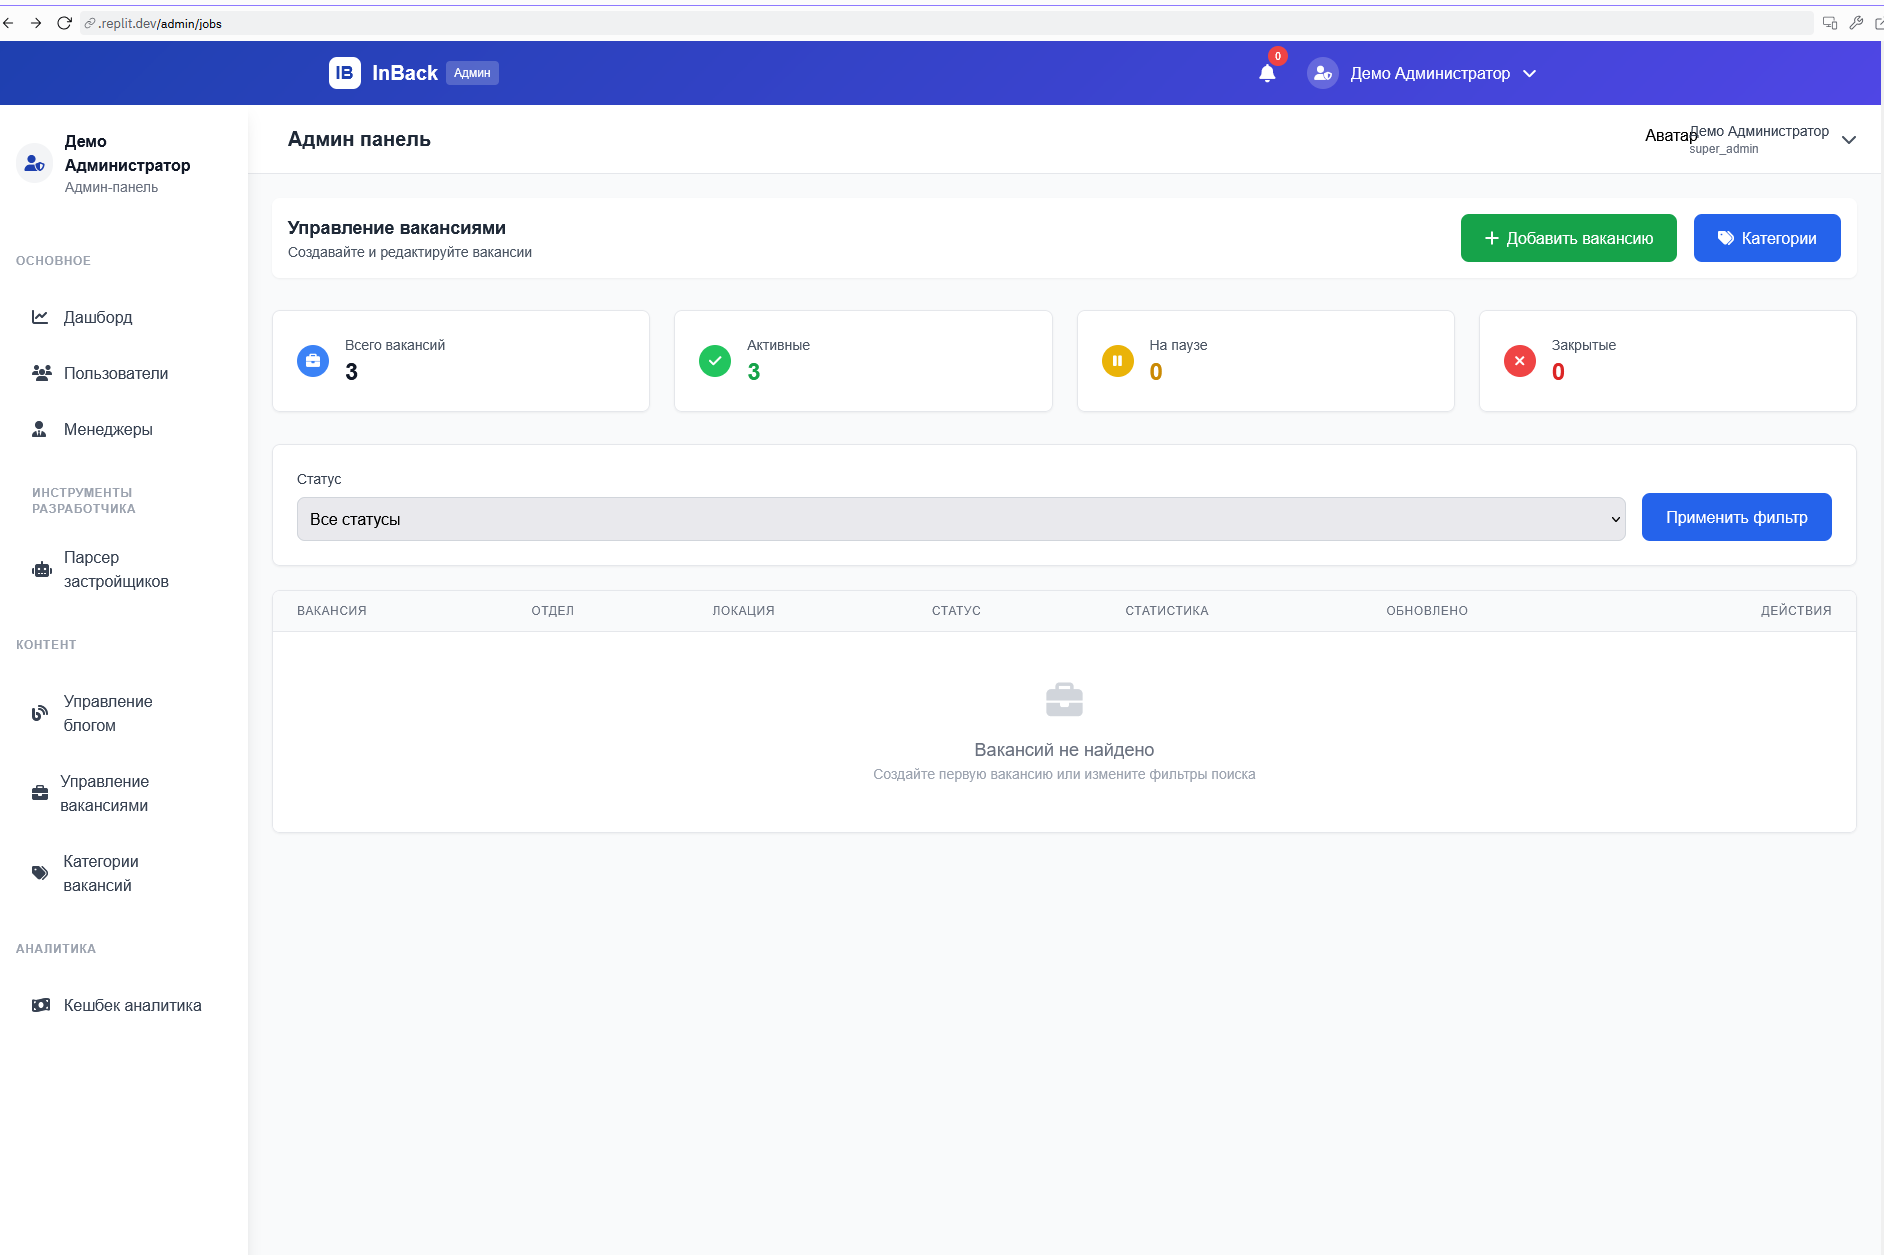 .replit.dev/admin/jobs
IB InBack Админ
0
Демо Администратор
Демо
Администратор
Админ-панель
ОСНОВНОЕ
Дашборд
Пользователи
Менеджеры
ИНСТРУМЕНТЫ
РАЗРАБОТЧИКА
Парсер
застройщиков
КОНТЕНТ
Управление
блогом
Управление
вакансиями
Категории
вакансий
АНАЛИТИКА
Кешбек аналитика
Админ панель
Аватар
Демо Администратор
super_admin
Управление вакансиями
Создавайте и редактируйте вакансии
Добавить вакансию
Категории
Всего вакансий
3
Активные
3
На паузе
0
Закрытые
0
Статус
Все статусы
Применить фильтр
ВАКАНСИЯ ОТДЕЛ ЛОКАЦИЯ СТАТУС СТАТИСТИКА ОБНОВЛЕНО ДЕЙСТВИЯ
Вакансий не найдено
Создайте первую вакансию или измените фильтры поиска